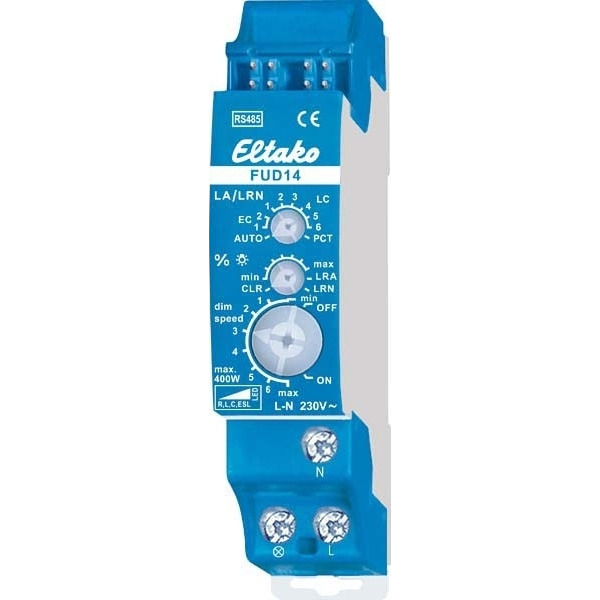 RS485 CE
Eltako
FUD14
LA/LRN 1 2 3 4 LC
EC 2 5
1 6
AUTO PCT
% max
min LRA
CLR LRN
dim speed 1 2 3 4 5 6
min OFF
max ON
max. 400W
R,L,C,ESL LED
L-N 230V~
N
L